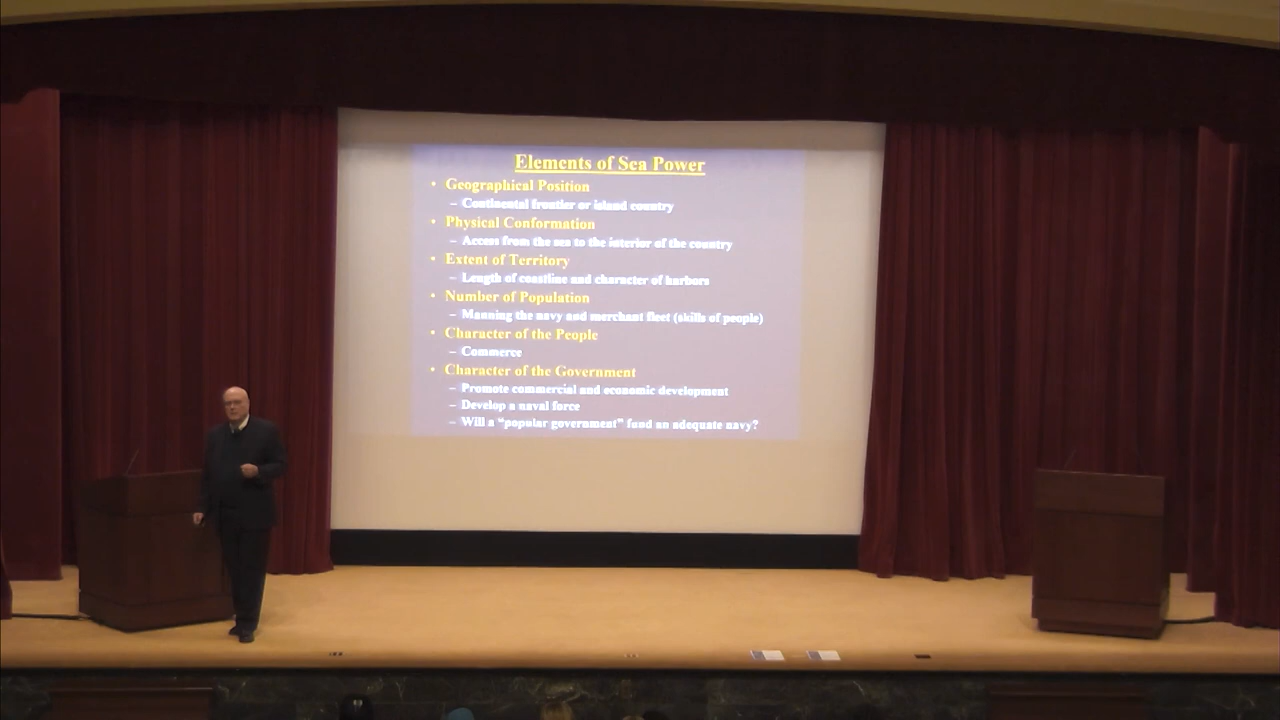 Elements of Sea Power
• Geographical Position
– Continental frontier or island country
• Physical Conformation
– Access from the sea to the interior of the country
• Extent of Territory
– Length of coastline and character of harbors
• Number of Population
– Manning the navy and merchant fleet (skills of people)
• Character of the People
– Commerce
• Character of the Government
– Promote commercial and economic development
– Develop a naval force
– Will a “popular government” fund an adequate navy?